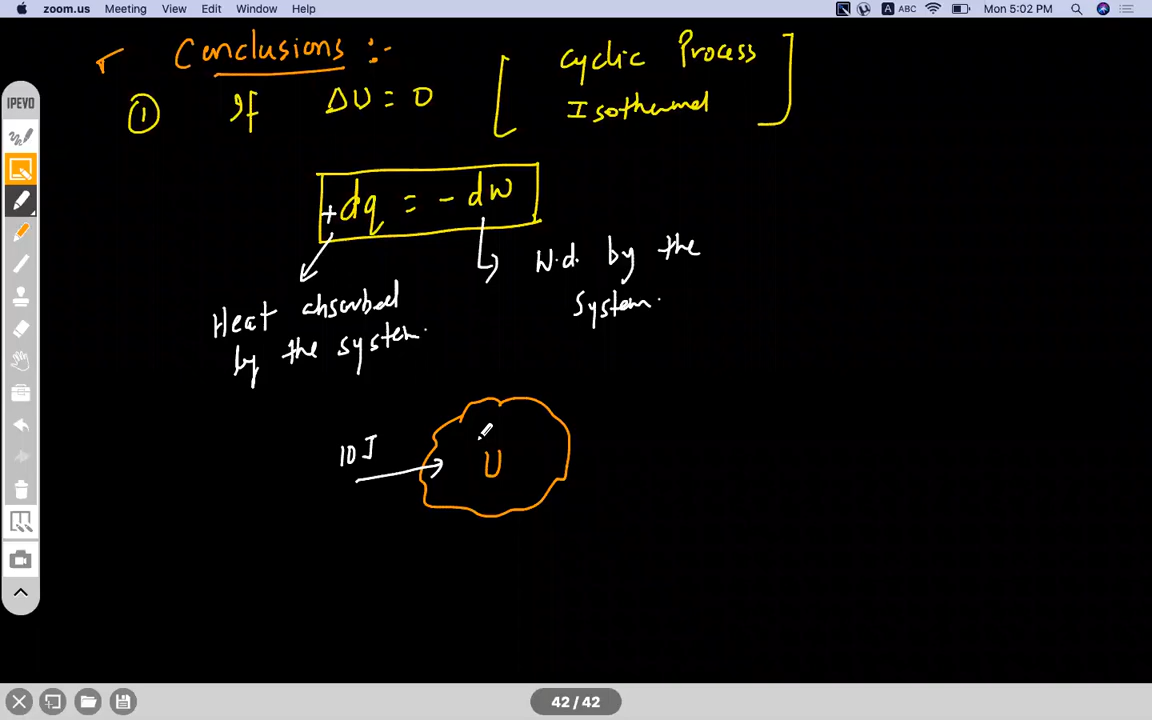 zoom.us Meeting View Edit Window Help
A ABC Mon 5:02 PM
IPEVO
Conclusions :-
① If ΔU = 0
[ Cyclic Process
Isothermal ]
+dq = -dw
Heat absorbed
by the system.
W.d. by the
System.
10 J
U
42 / 42